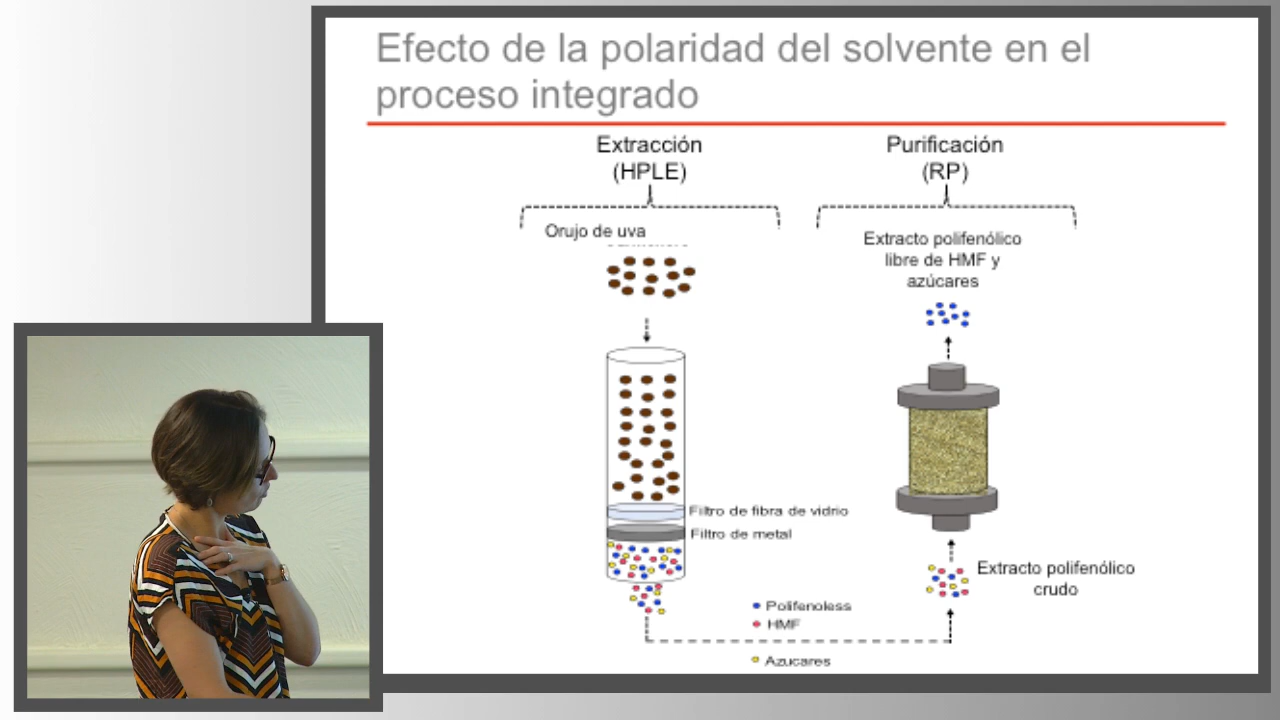 Efecto de la polaridad del solvente en el
proceso integrado
Extracción
(HPLE)
Purificación
(RP)
Orujo de uva
Extracto polifenólico
libre de HMF y
azúcares
Filtro de fibra de vidrio
Filtro de metal
Extracto polifenólico
crudo
Polifenoless
HMF
Azucares